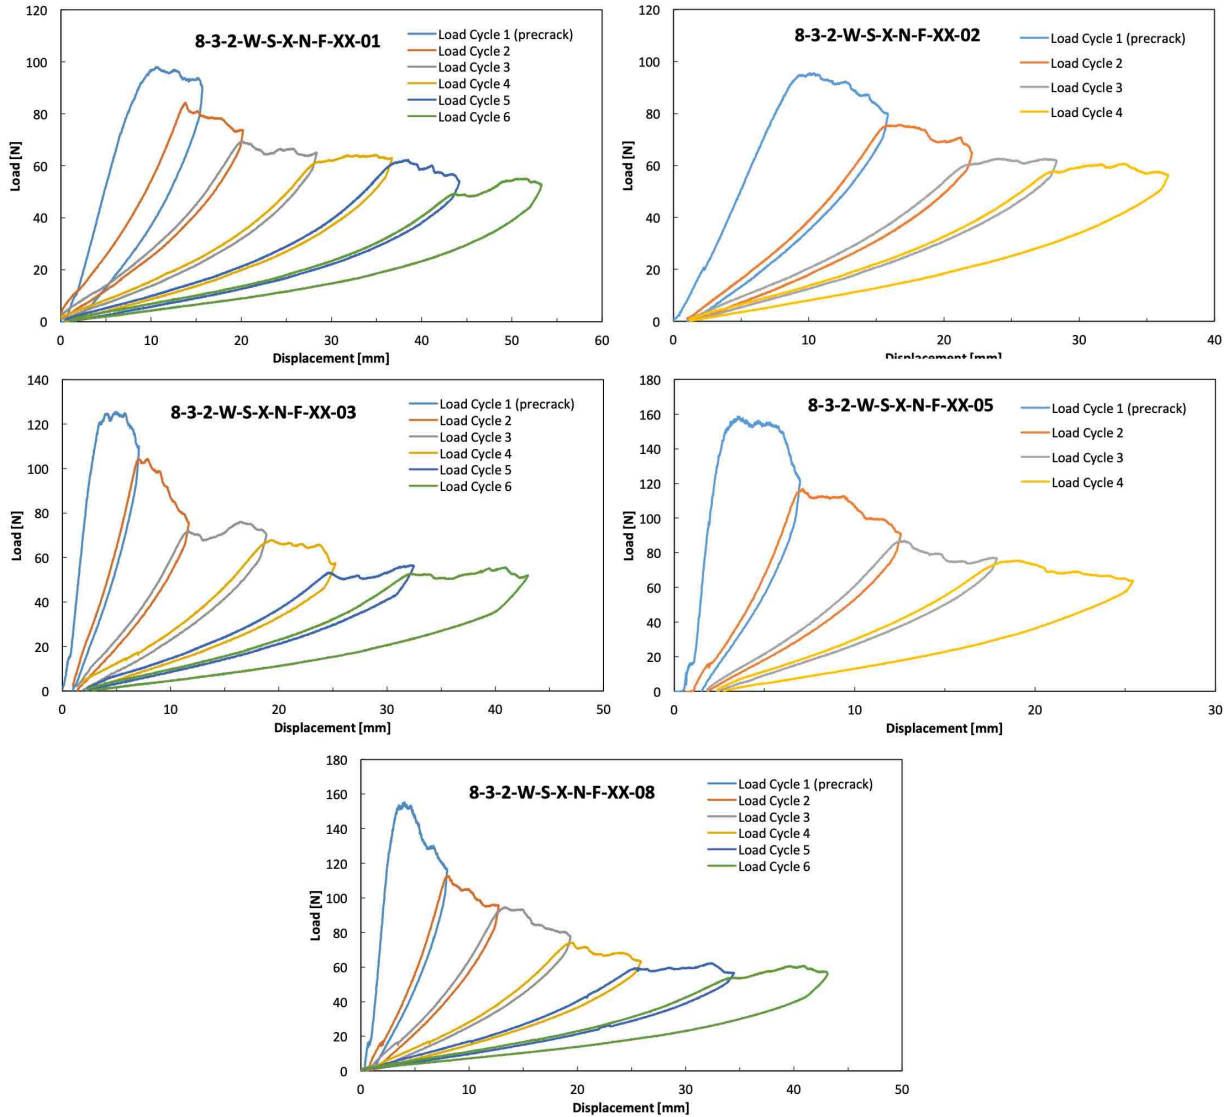 8-3-2-W-S-X-N-F-XX-01
Load Cycle 1 (precrack)
Load Cycle 2
Load Cycle 3
Load Cycle 4
Load Cycle 5
Load Cycle 6
Load [N]
120
100
80
60
40
20
0
0 10 20 30 40 50 60
Displacement [mm]
8-3-2-W-S-X-N-F-XX-02
Load Cycle 1 (precrack)
Load Cycle 2
Load Cycle 3
Load Cycle 4
Load [N]
120
100
80
60
40
20
0
0 10 20 30 40
Displacement [mm]
8-3-2-W-S-X-N-F-XX-03
Load Cycle 1 (precrack)
Load Cycle 2
Load Cycle 3
Load Cycle 4
Load Cycle 5
Load Cycle 6
Load [N]
140
120
100
80
60
40
20
0
0 10 20 30 40 50
Displacement [mm]
8-3-2-W-S-X-N-F-XX-05
Load Cycle 1 (precrack)
Load Cycle 2
Load Cycle 3
Load Cycle 4
Load [N]
180
160
140
120
100
80
60
40
20
0
0 10 20 30
Displacement [mm]
8-3-2-W-S-X-N-F-XX-08
Load Cycle 1 (precrack)
Load Cycle 2
Load Cycle 3
Load Cycle 4
Load Cycle 5
Load Cycle 6
Load [N]
180
160
140
120
100
80
60
40
20
0
0 10 20 30 40 50
Displacement [mm]